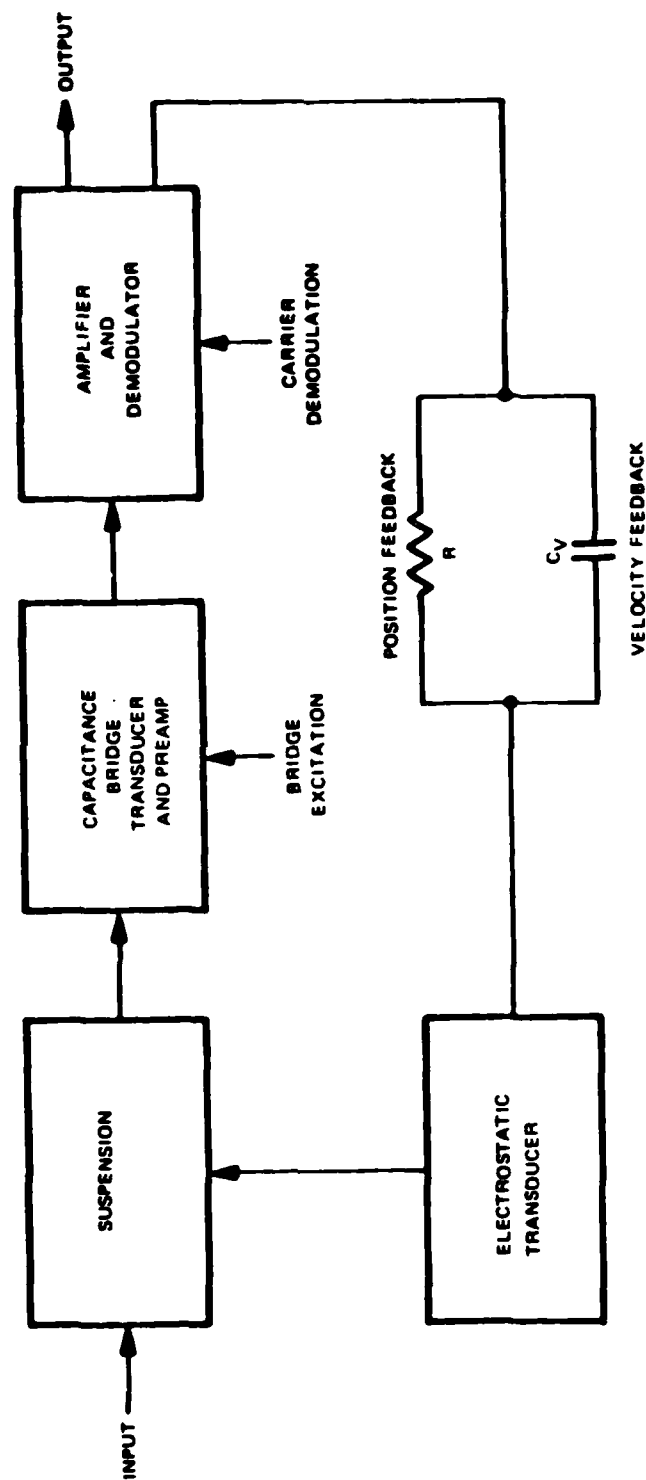 INPUT
SUSPENSION
CAPACITANCE
BRIDGE
TRANSDUCER
AND PREAMP
BRIDGE
EXCITATION
AMPLIFIER
AND
DEMODULATOR
CARRIER
DEMODULATION
OUTPUT
POSITION FEEDBACK
R
CV
VELOCITY FEEDBACK
ELECTROSTATIC
TRANSDUCER